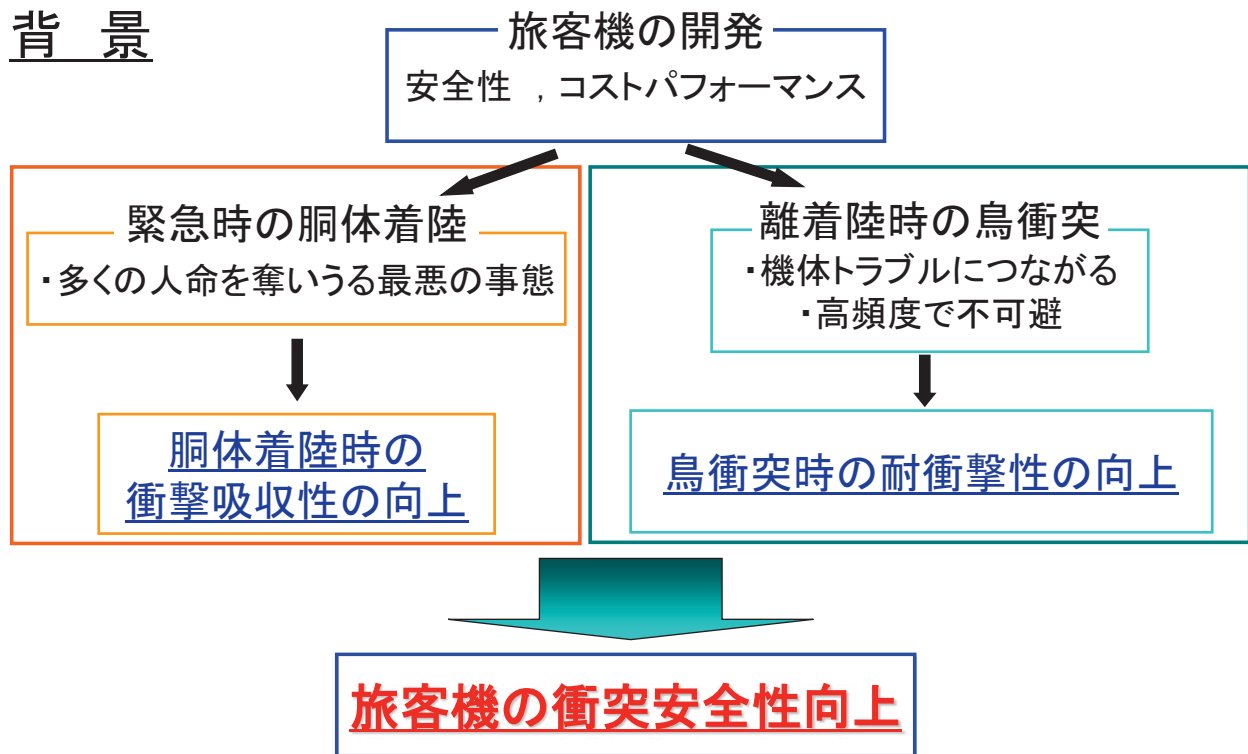 背 景
旅客機の開発
安全性 , コストパフォーマンス
緊急時の胴体着陸
・多くの人命を奪いうる最悪の事態
胴体着陸時の
衝撃吸収性の向上
離着陸時の鳥衝突
・機体トラブルにつながる
・高頻度で不可避
鳥衝突時の耐衝撃性の向上
旅客機の衝突安全性向上